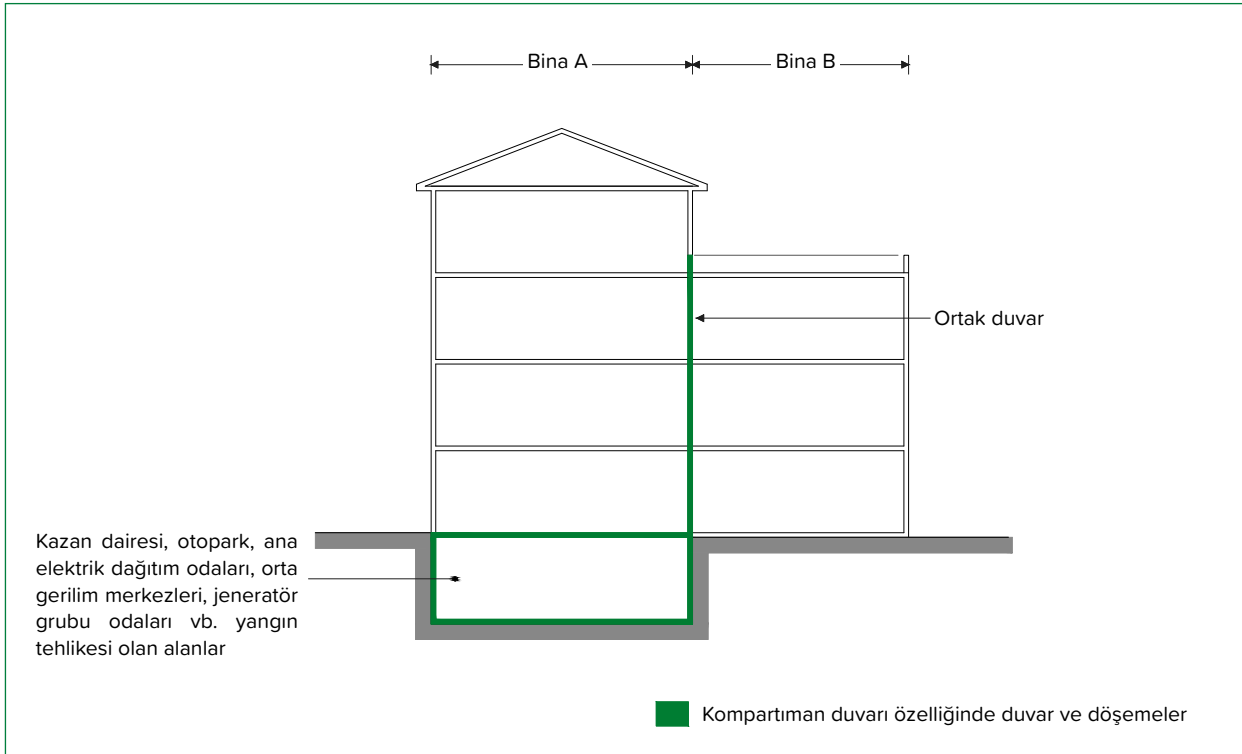 Bina A
Bina B
Ortak duvar
Kazan dairesi, otopark, ana
elektrik dağıtım odaları, orta
gerilim merkezleri, jeneratör
grubu odaları vb. yangın
tehlikesi olan alanlar
Kompartıman duvarı özelliğinde duvar ve döşemeler